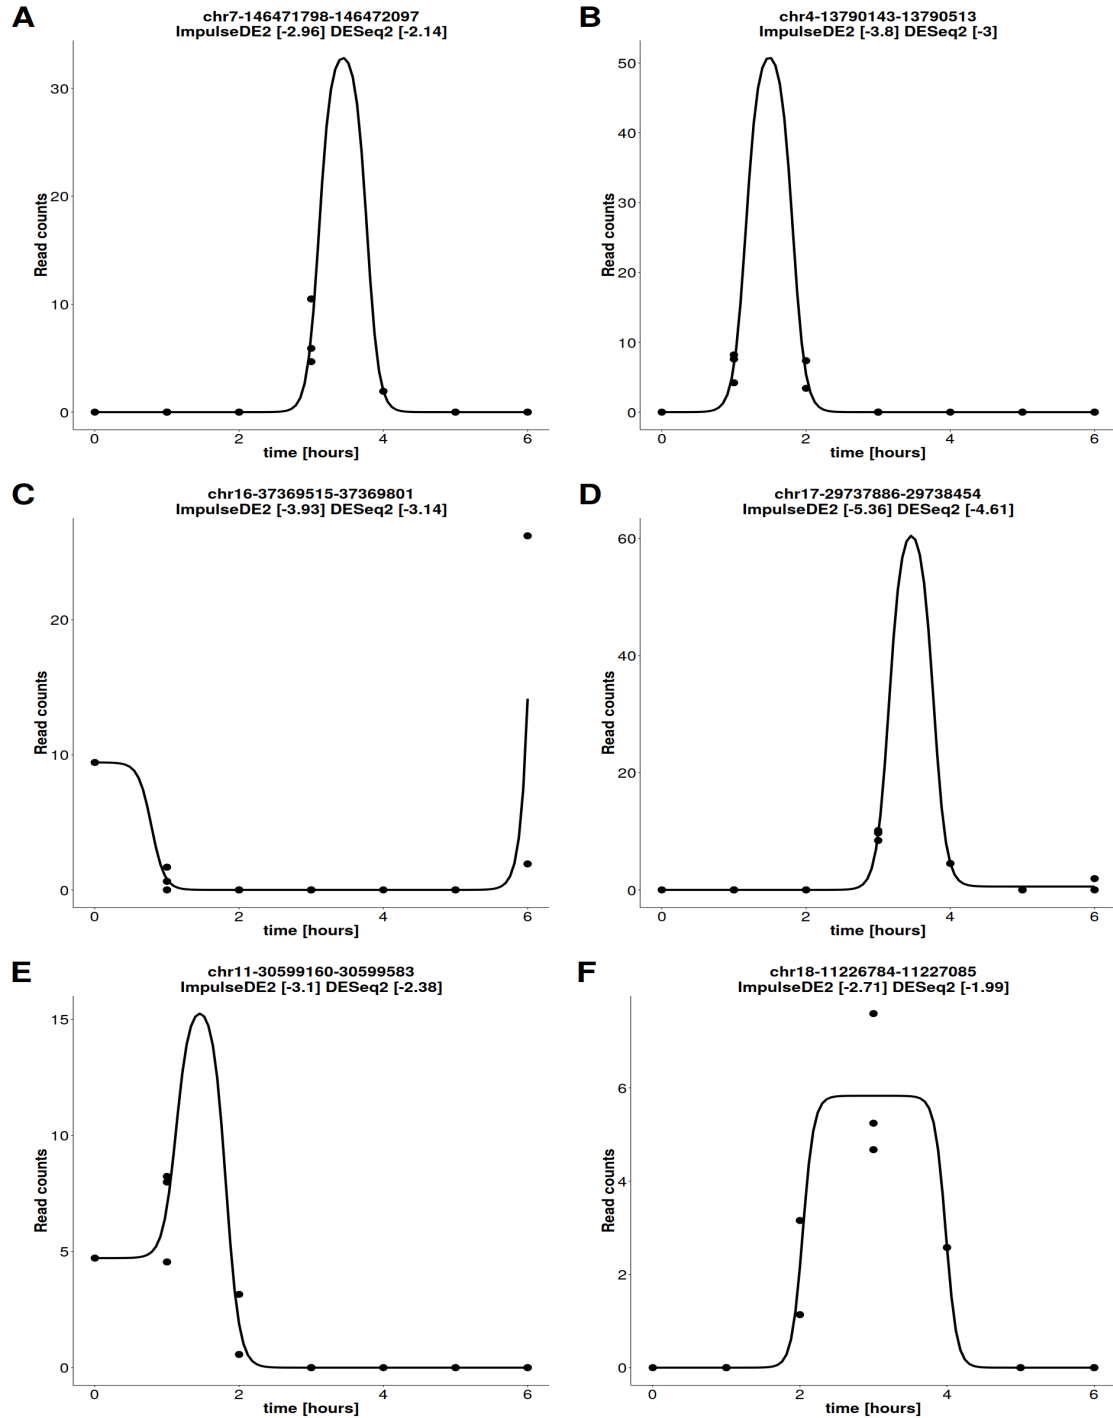 A
chr7-146471798-146472097
ImpulseDE2 [-2.96] DESeq2 [-2.14]
Read counts
30
20
10
0
0 2 4 6
time [hours]
B
chr4-13790143-13790513
ImpulseDE2 [-3.8] DESeq2 [-3]
Read counts
50
40
30
20
10
0
0 2 4 6
time [hours]
C
chr16-37369515-37369801
ImpulseDE2 [-3.93] DESeq2 [-3.14]
Read counts
20
10
0
0 2 4 6
time [hours]
D
chr17-29737886-29738454
ImpulseDE2 [-5.36] DESeq2 [-4.61]
Read counts
60
40
20
0
0 2 4 6
time [hours]
E
chr11-30599160-30599583
ImpulseDE2 [-3.1] DESeq2 [-2.38]
Read counts
15
10
5
0
0 2 4 6
time [hours]
F
chr18-11226784-11227085
ImpulseDE2 [-2.71] DESeq2 [-1.99]
Read counts
6
4
2
0
0 2 4 6
time [hours]